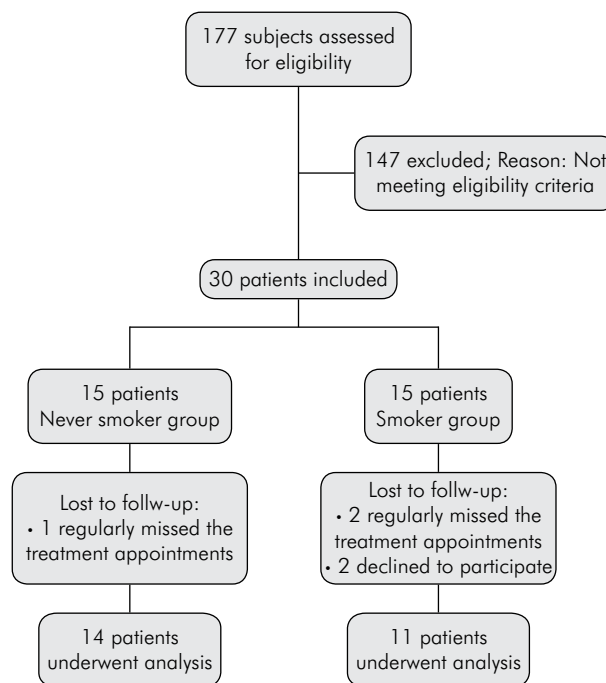 177 subjects assessed
for eligibility
147 excluded; Reason: Not
meeting eligibility criteria
30 patients included
15 patients
Never smoker group
15 patients
Smoker group
Lost to follw-up:
• 1 regularly missed the
treatment appointments
Lost to follw-up:
• 2 regularly missed the
treatment appointments
• 2 declined to participate
14 patients
underwent analysis
11 patients
underwent analysis